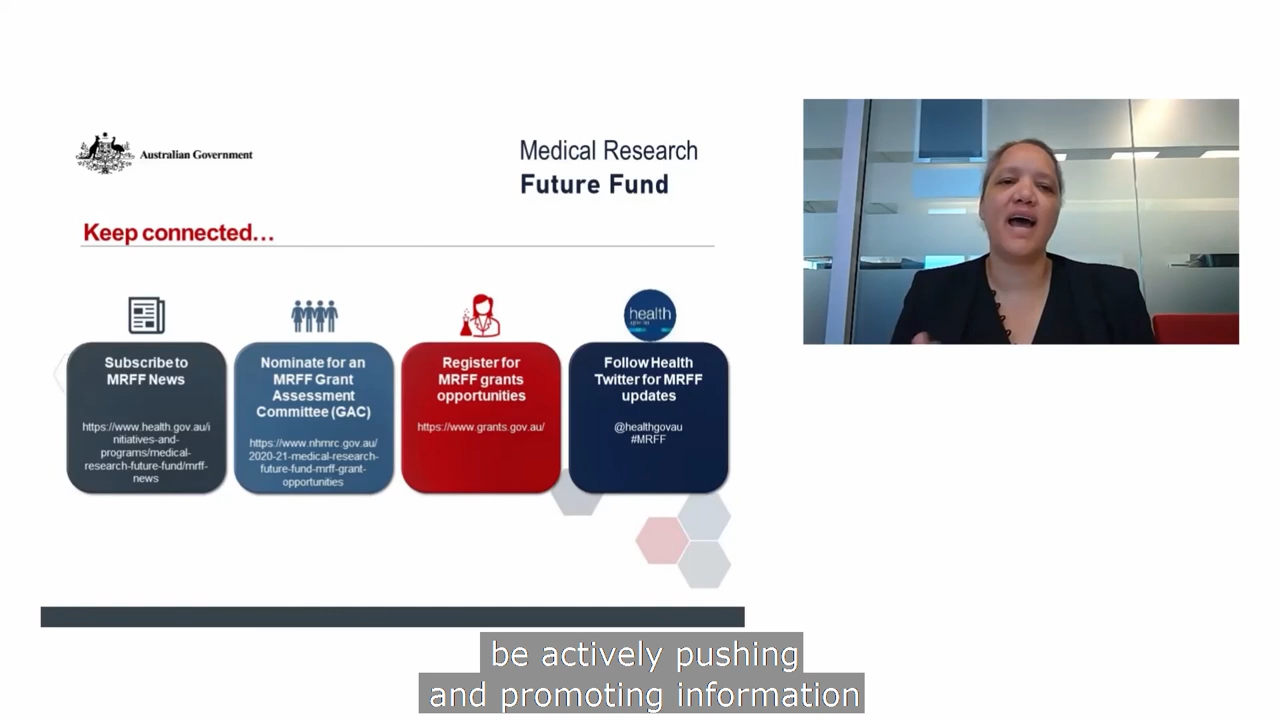 Australian Government
Medical Research
Future Fund
Keep connected...
Subscribe to
MRFF News
https://www.health.gov.au/i
nitiatives-and-
programs/medical-
research-future-fund/mrff-
news
Nominate for an
MRFF Grant
Assessment
Committee (GAC)
https://www.nhmrc.gov.au/
2020-21-medical-research-
future-fund-mrff-grant-
opportunities
Register for
MRFF grants
opportunities
https://www.grants.gov.au/
health
Follow Health
Twitter for MRFF
updates
@healthgovau
#MRFF
be actively pushing
and promoting information